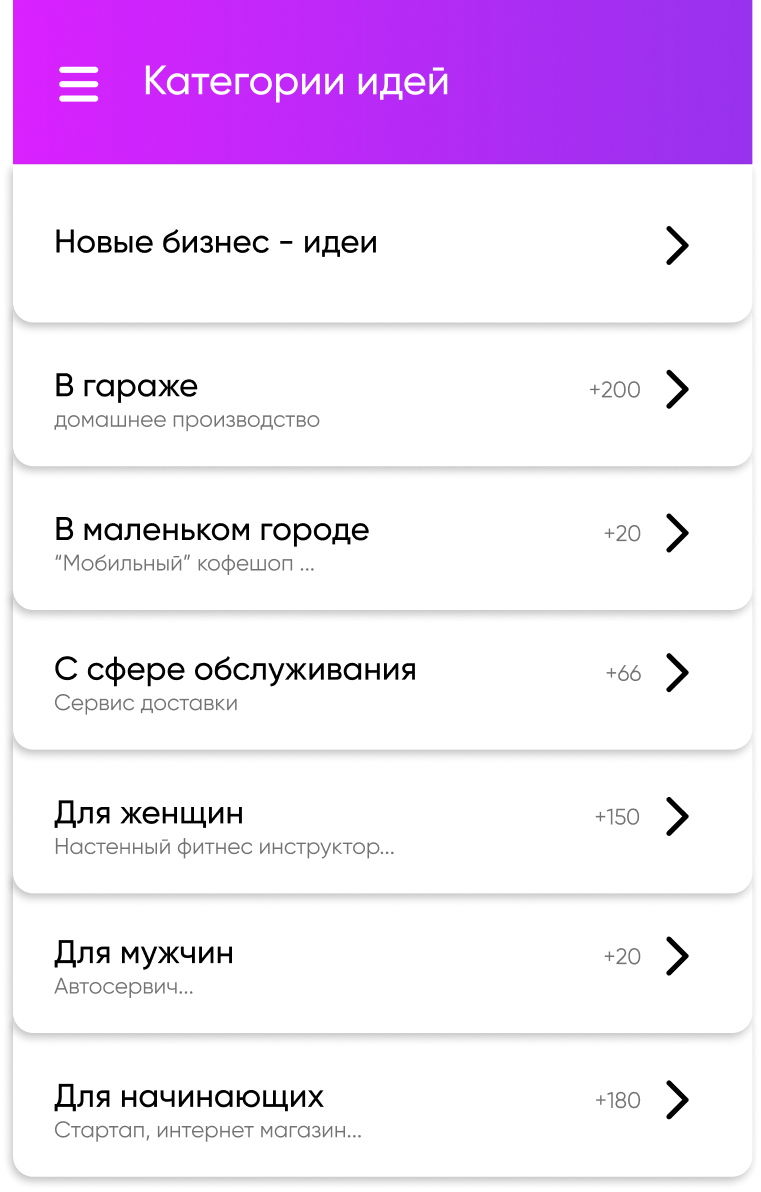 Категории идей
Новые бизнес - идеи
В гараже
+200
домашнее производство
В маленьком городе
+20
“Мобильный” кофешоп ...
С сфере обслуживания
+66
Сервис доставки
Для женщин
+150
Настенный фитнес инструктор...
Для мужчин
+20
Автосервич...
Для начинающих
+180
Стартап, интернет магазин...